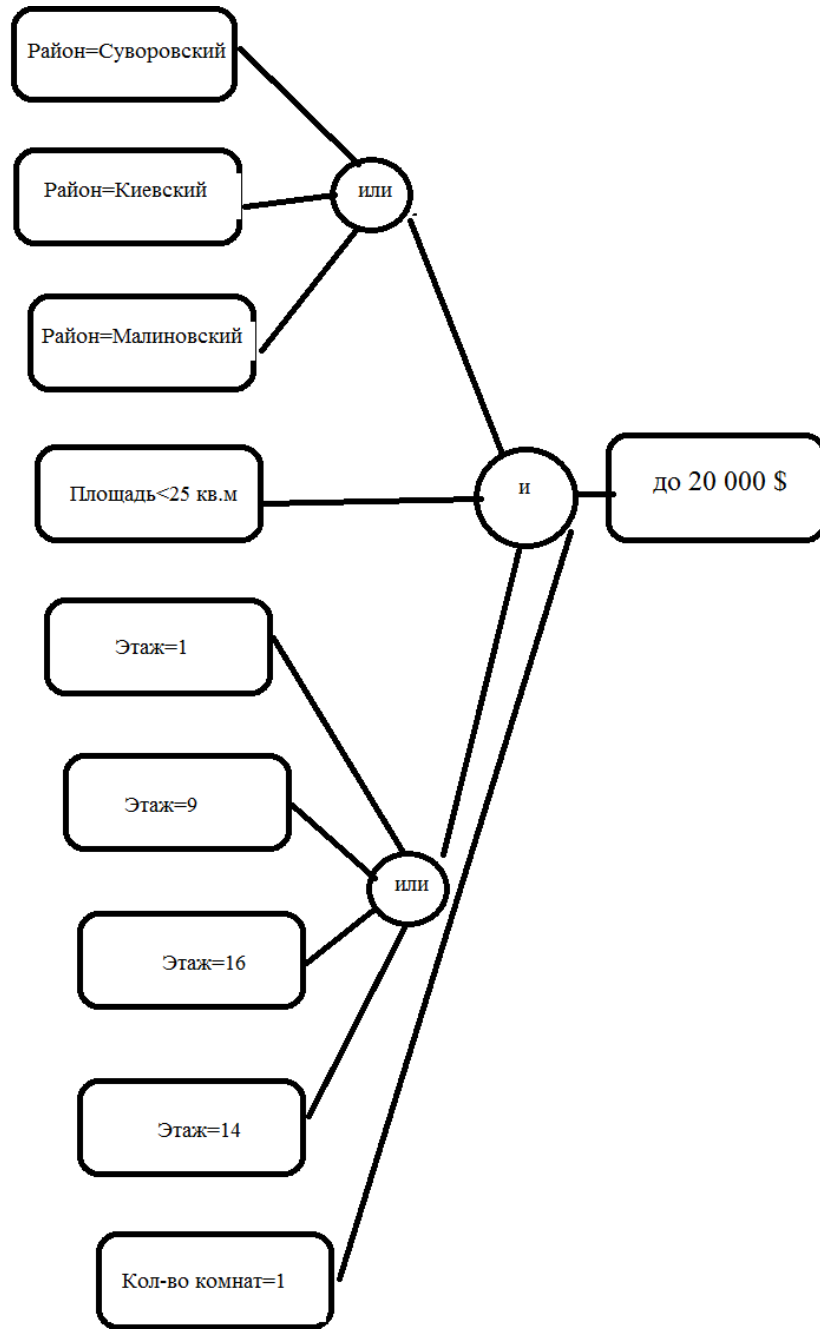 Район=Суворовский
Район=Киевский
или
Район=Малиновский
Площадь<25 кв.м
и
до 20 000 $
Этаж=1
Этаж=9
или
Этаж=16
Этаж=14
Кол-во комнат=1